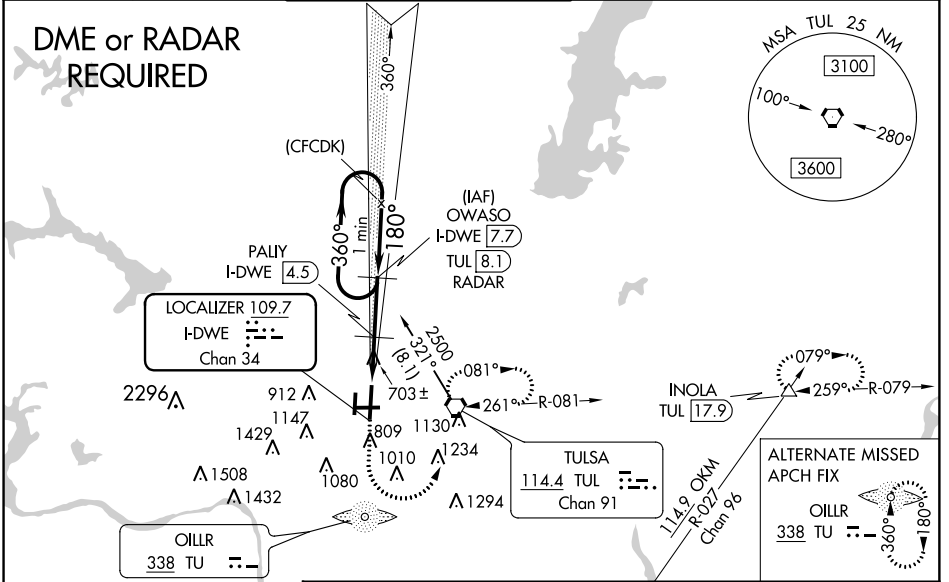 DME or RADAR
REQUIRED
MSA TUL 25 NM
3100
100°
280°
3600
360°
(CFCDK)
360°
1 min
180°
(IAF)
OWASO
I-DWE 7.7
TUL 8.1
RADAR
PALIY
I-DWE 4.5
LOCALIZER 109.7
I-DWE
Chan 34
2500
321°
(8.1)
081°
261°
R-081
079°
259°
R-079
INOLA
TUL 17.9
2296
912
703 ±
1147
1429
809
1130
1234
1010
1080
1508
1432
1294
TULSA
114.4 TUL
Chan 91
114.9 OKM
R-027
Chan 96
OILLR
338 TU
ALTERNATE MISSED
APCH FIX
OILLR
338 TU
360°
180°